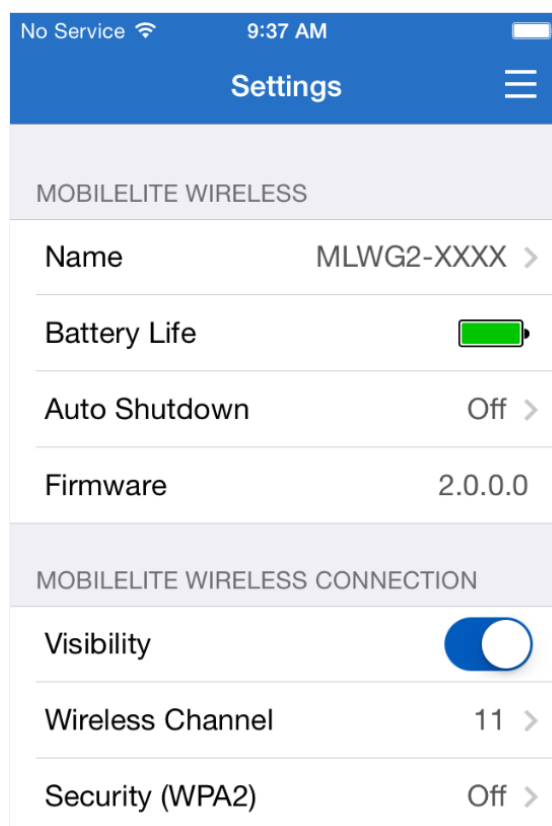 No Service 9:37 AM
Settings
MOBILELITE WIRELESS
Name MLWG2-XXXX
Battery Life
Auto Shutdown Off
Firmware 2.0.0.0
MOBILELITE WIRELESS CONNECTION
Visibility
Wireless Channel 11
Security (WPA2) Off